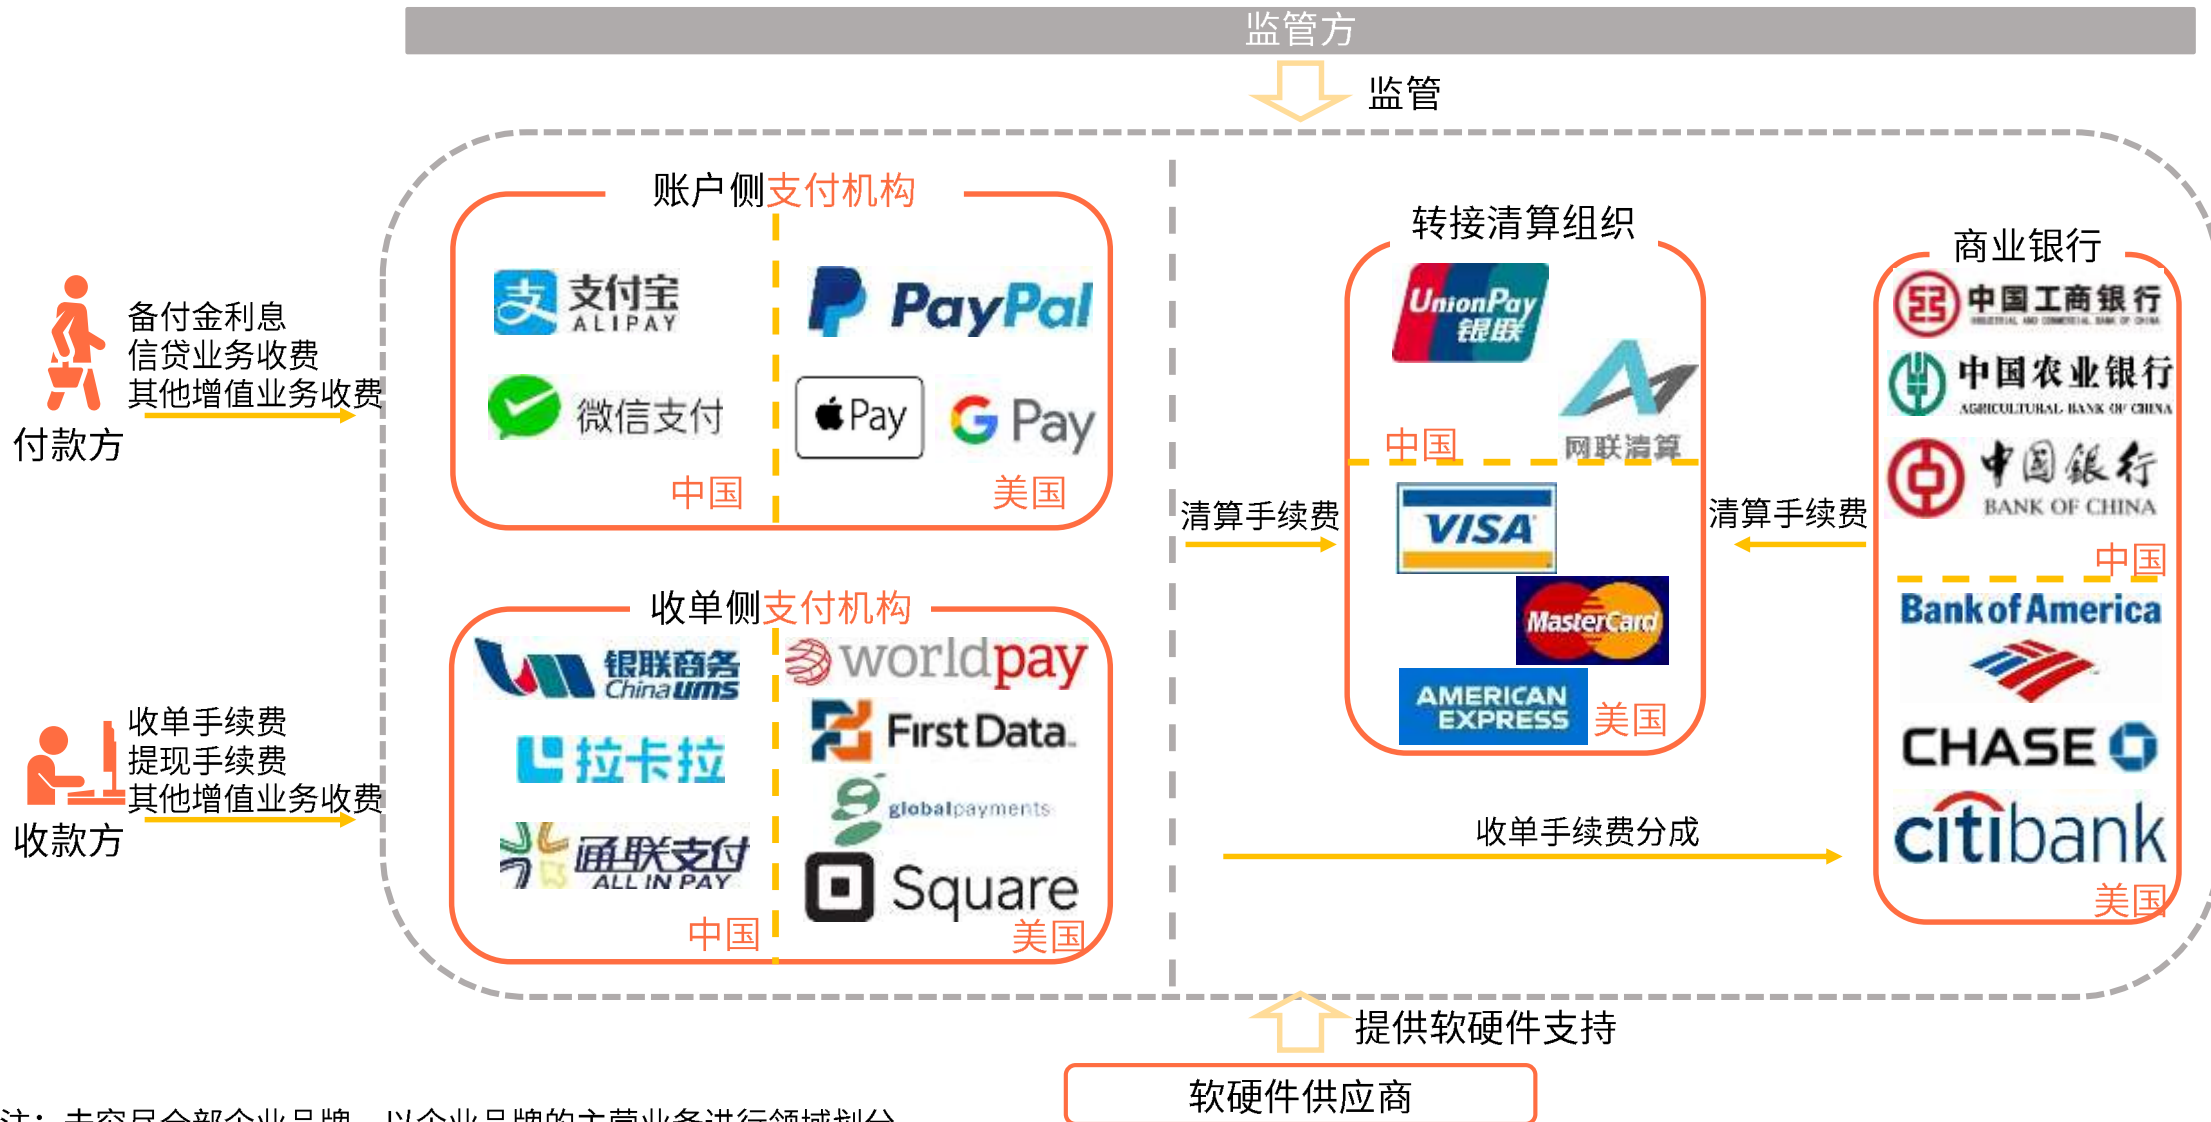 监管方
监管
账户侧支付机构
支付宝
ALIPAY
PayPal
微信支付
Pay
G Pay
中国
美国
付款方
备付金利息
信贷业务收费
其他增值业务收费
收单侧支付机构
银联商务
China ums
worldpay
First Data
拉卡拉
globalpayments
通联支付
ALL IN PAY
Square
中国
美国
收款方
收单手续费
提现手续费
其他增值业务收费
清算手续费
转接清算组织
UnionPay
银联
网联清算
中国
VISA
MasterCard
AMERICAN
EXPRESS
美国
清算手续费
收单手续费分成
商业银行
中国工商银行
INDUSTRIAL AND COMMERCIAL BANK OF CHINA
中国农业银行
AGRICULTURAL BANK OF CHINA
中国銀行
BANK OF CHINA
中国
Bank of America
CHASE
citibank
美国
提供软硬件支持
软硬件供应商